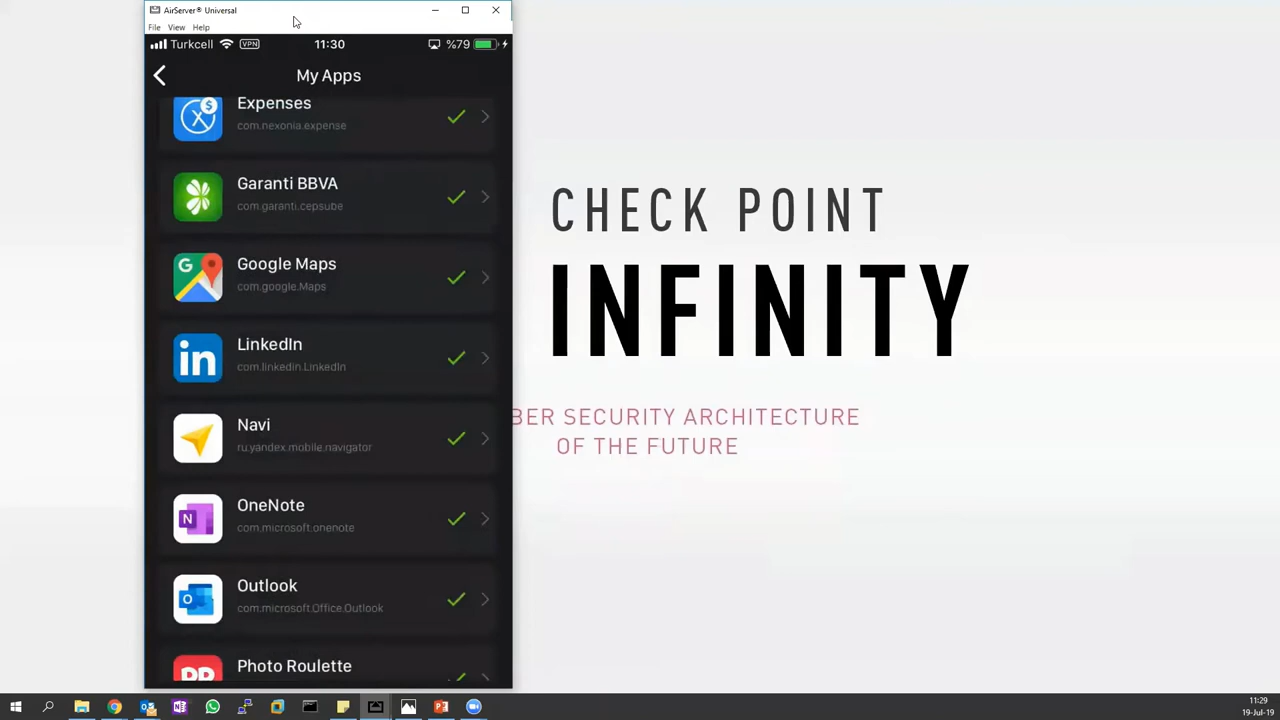 AirServer® Universal
File View Help
Turkcell VPN 11:30 %79
My Apps
Expenses
com.nexonia.expense
Garanti BBVA
com.garanti.cepsube
Google Maps
com.google.Maps
LinkedIn
com.linkedin.LinkedIn
Navi
ru.yandex.mobile.navigator
OneNote
com.microsoft.onenote
Outlook
com.microsoft.Office.Outlook
Photo Roulette
CHECK POINT
INFINITY
BER SECURITY ARCHITECTURE
OF THE FUTURE
11:29
19-Jul-19